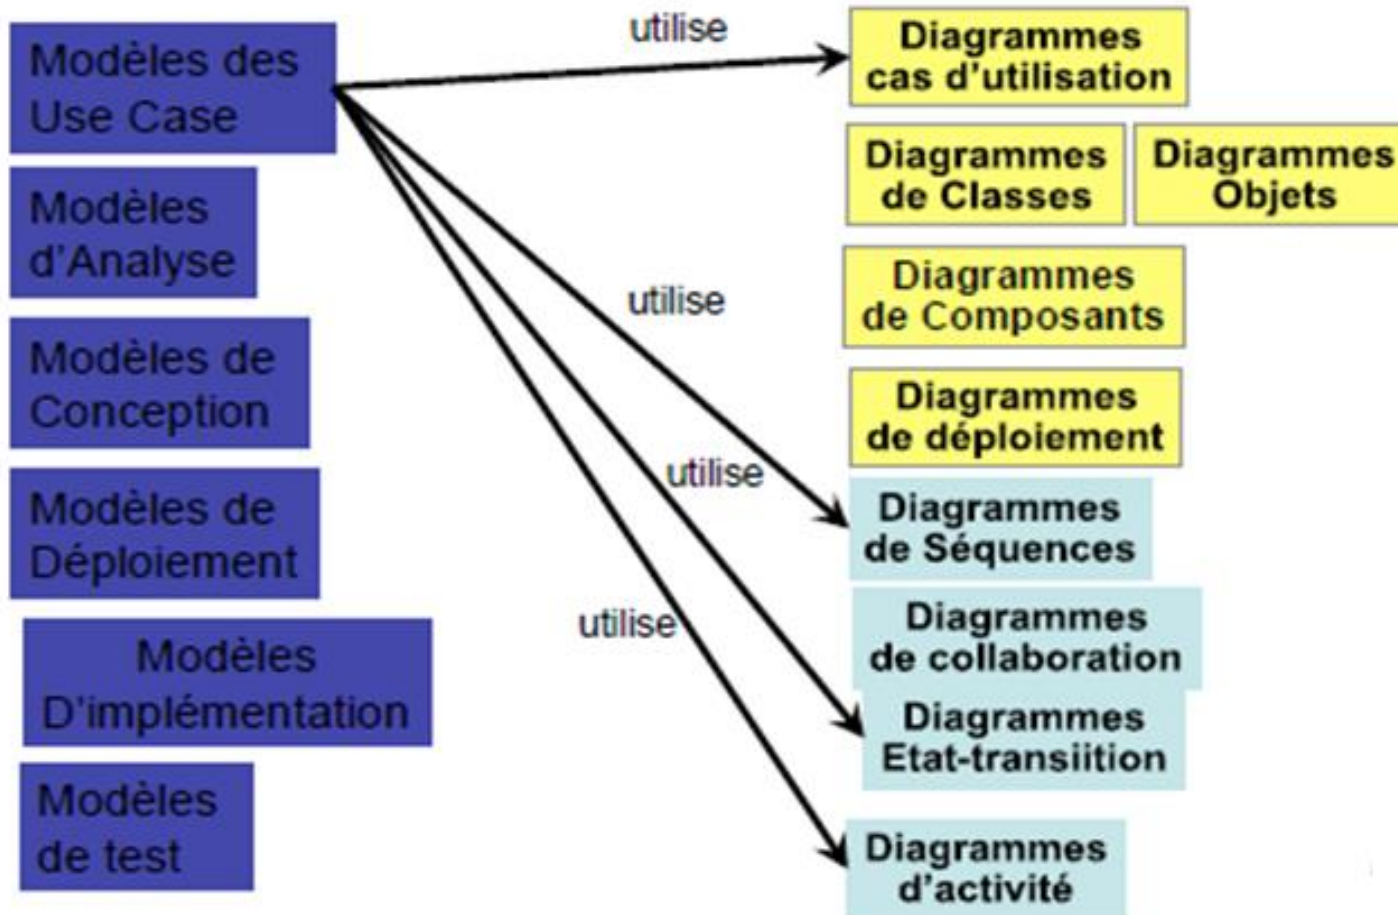 Modèles des
Use Case
Modèles
d'Analyse
Modèles de
Conception
Modèles de
Déploiement
Modèles
D'implémentation
Modèles
de test
utilise
utilise
utilise
utilise
Diagrammes
cas d'utilisation
Diagrammes
de Classes
Diagrammes
Objets
Diagrammes
de Composants
Diagrammes
de déploiement
Diagrammes
de Séquences
Diagrammes
de collaboration
Diagrammes
Etat-transiition
Diagrammes
d'activité